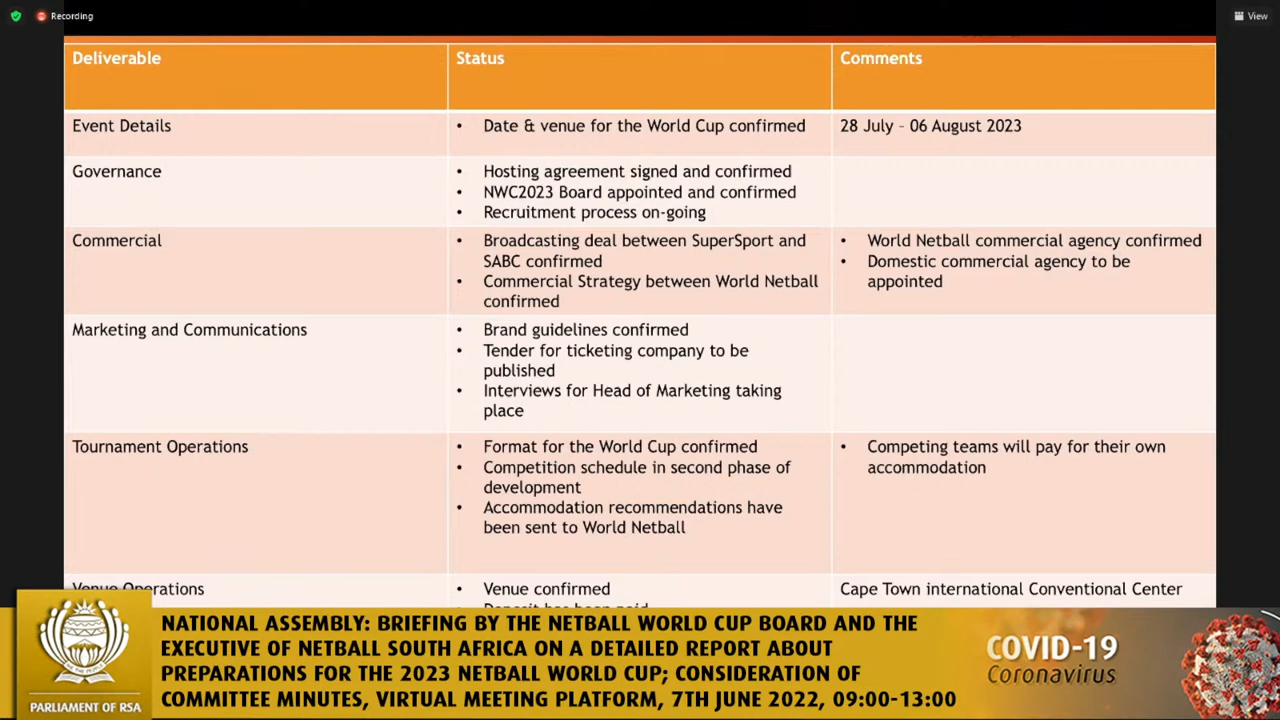 Recording
View
Deliverable
Status
Comments
Event Details
• Date & venue for the World Cup confirmed
28 July – 06 August 2023
Governance
• Hosting agreement signed and confirmed
• NWC2023 Board appointed and confirmed
• Recruitment process on-going
Commercial
• Broadcasting deal between SuperSport and
SABC confirmed
• Commercial Strategy between World Netball
confirmed
• World Netball commercial agency confirmed
• Domestic commercial agency to be
appointed
Marketing and Communications
• Brand guidelines confirmed
• Tender for ticketing company to be
published
• Interviews for Head of Marketing taking
place
Tournament Operations
• Format for the World Cup confirmed
• Competition schedule in second phase of
development
• Accommodation recommendations have
been sent to World Netball
• Competing teams will pay for their own
accommodation
Venue Operations
• Venue confirmed
• Deposit has been paid
Cape Town international Conventional Center
PARLIAMENT OF RSA
NATIONAL ASSEMBLY: BRIEFING BY THE NETBALL WORLD CUP BOARD AND THE
EXECUTIVE OF NETBALL SOUTH AFRICA ON A DETAILED REPORT ABOUT
PREPARATIONS FOR THE 2023 NETBALL WORLD CUP; CONSIDERATION OF
COMMITTEE MINUTES, VIRTUAL MEETING PLATFORM, 7TH JUNE 2022, 09:00-13:00
COVID-19
Coronavirus